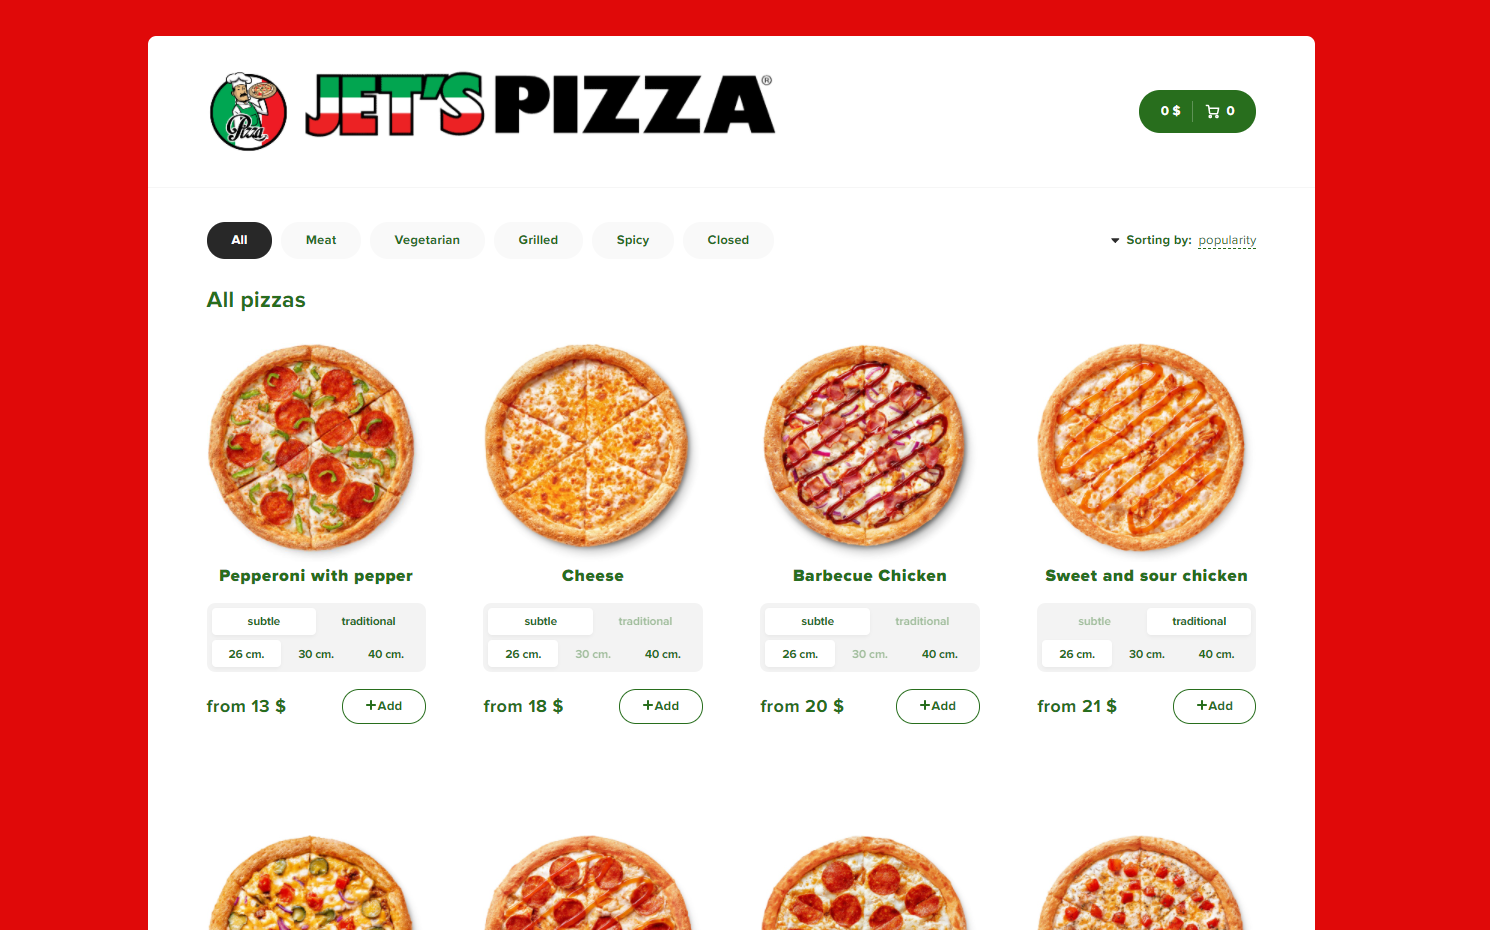 Pizza
JET'S PIZZA®
0 $ 0
All Meat Vegetarian Grilled Spicy Closed Sorting by: popularity
All pizzas
Pepperoni with pepper Cheese Barbecue Chicken Sweet and sour chicken
subtle traditional subtle traditional subtle traditional subtle traditional
26 cm. 30 cm. 40 cm. 26 cm. 30 cm. 40 cm. 26 cm. 30 cm. 40 cm. 26 cm. 30 cm. 40 cm.
from 13 $ +Add from 18 $ +Add from 20 $ +Add from 21 $ +Add